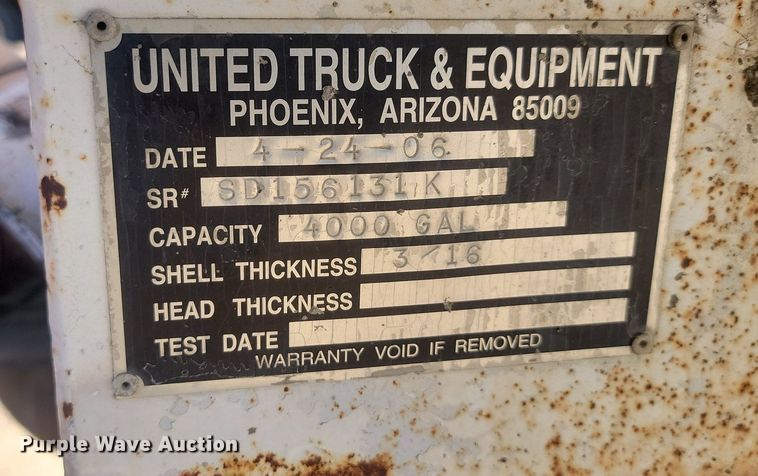 UNITED TRUCK & EQUIPMENT
PHOENIX, ARIZONA 85009
DATE 4-24-06
SR# SD156131K
CAPACITY 4000 GAL
SHELL THICKNESS 3/16
HEAD THICKNESS
TEST DATE
WARRANTY VOID IF REMOVED
Purple Wave Auction